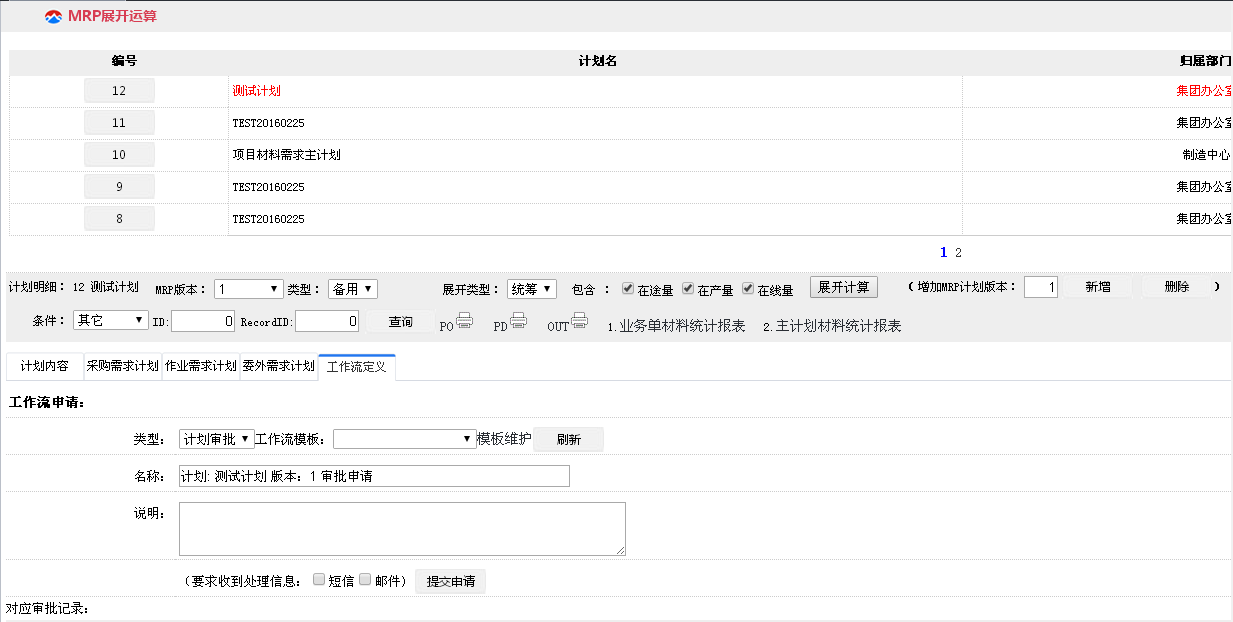 MRP展开运算
编号 计划名 归属部门
12 测试计划 集团办公室
11 TEST20160225 集团办公室
10 项目材料需求主计划 制造中心
9 TEST20160225 集团办公室
8 TEST20160225 集团办公室
1 2
计划明细： 12 测试计划 MRP版本： 1 类型： 备用 展开类型： 统筹 包含 ： 在途量 在产量 在线量 展开计算 （增加MRP计划版本： 1 新增 删除 ）
条件： 其它 ID: 0 RecordID: 0 查询 PO PD OUT 1.业务单材料统计报表 2.主计划材料统计报表
计划内容 采购需求计划 作业需求计划 委外需求计划 工作流定义
工作流申请：
类型： 计划审批 工作流模板： 模板维护 刷新
名称： 计划: 测试计划 版本：1 审批申请
说明：
（要求收到处理信息： 短信 邮件） 提交申请
对应审批记录：